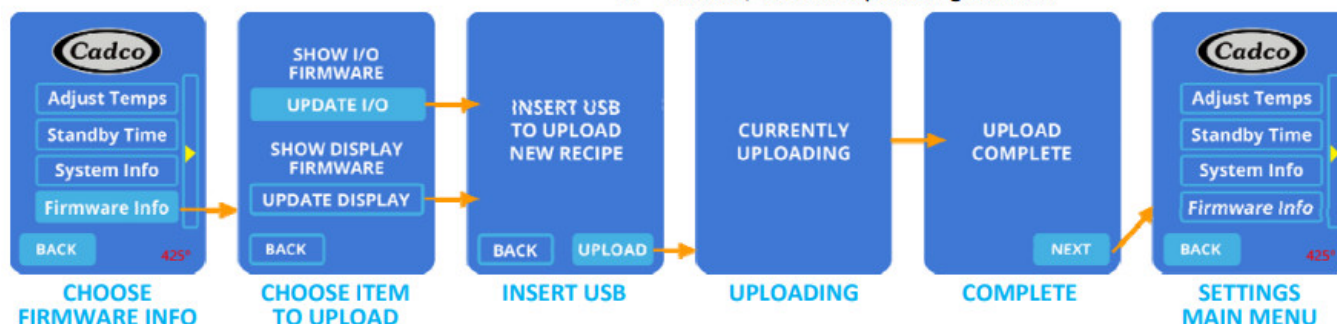 Cadco
Adjust Temps
Standby Time
System Info
Firmware Info
BACK
425°
CHOOSE
FIRMWARE INFO
SHOW I/O
FIRMWARE
UPDATE I/O
SHOW DISPLAY
FIRMWARE
UPDATE DISPLAY
BACK
CHOOSE ITEM
TO UPLOAD
INSERT USB
TO UPLOAD
NEW RECIPE
BACK
UPLOAD
INSERT USB
CURRENTLY
UPLOADING
UPLOADING
UPLOAD
COMPLETE
NEXT
COMPLETE
Cadco
Adjust Temps
Standby Time
System Info
Firmware Info
BACK
425°
SETTINGS
MAIN MENU